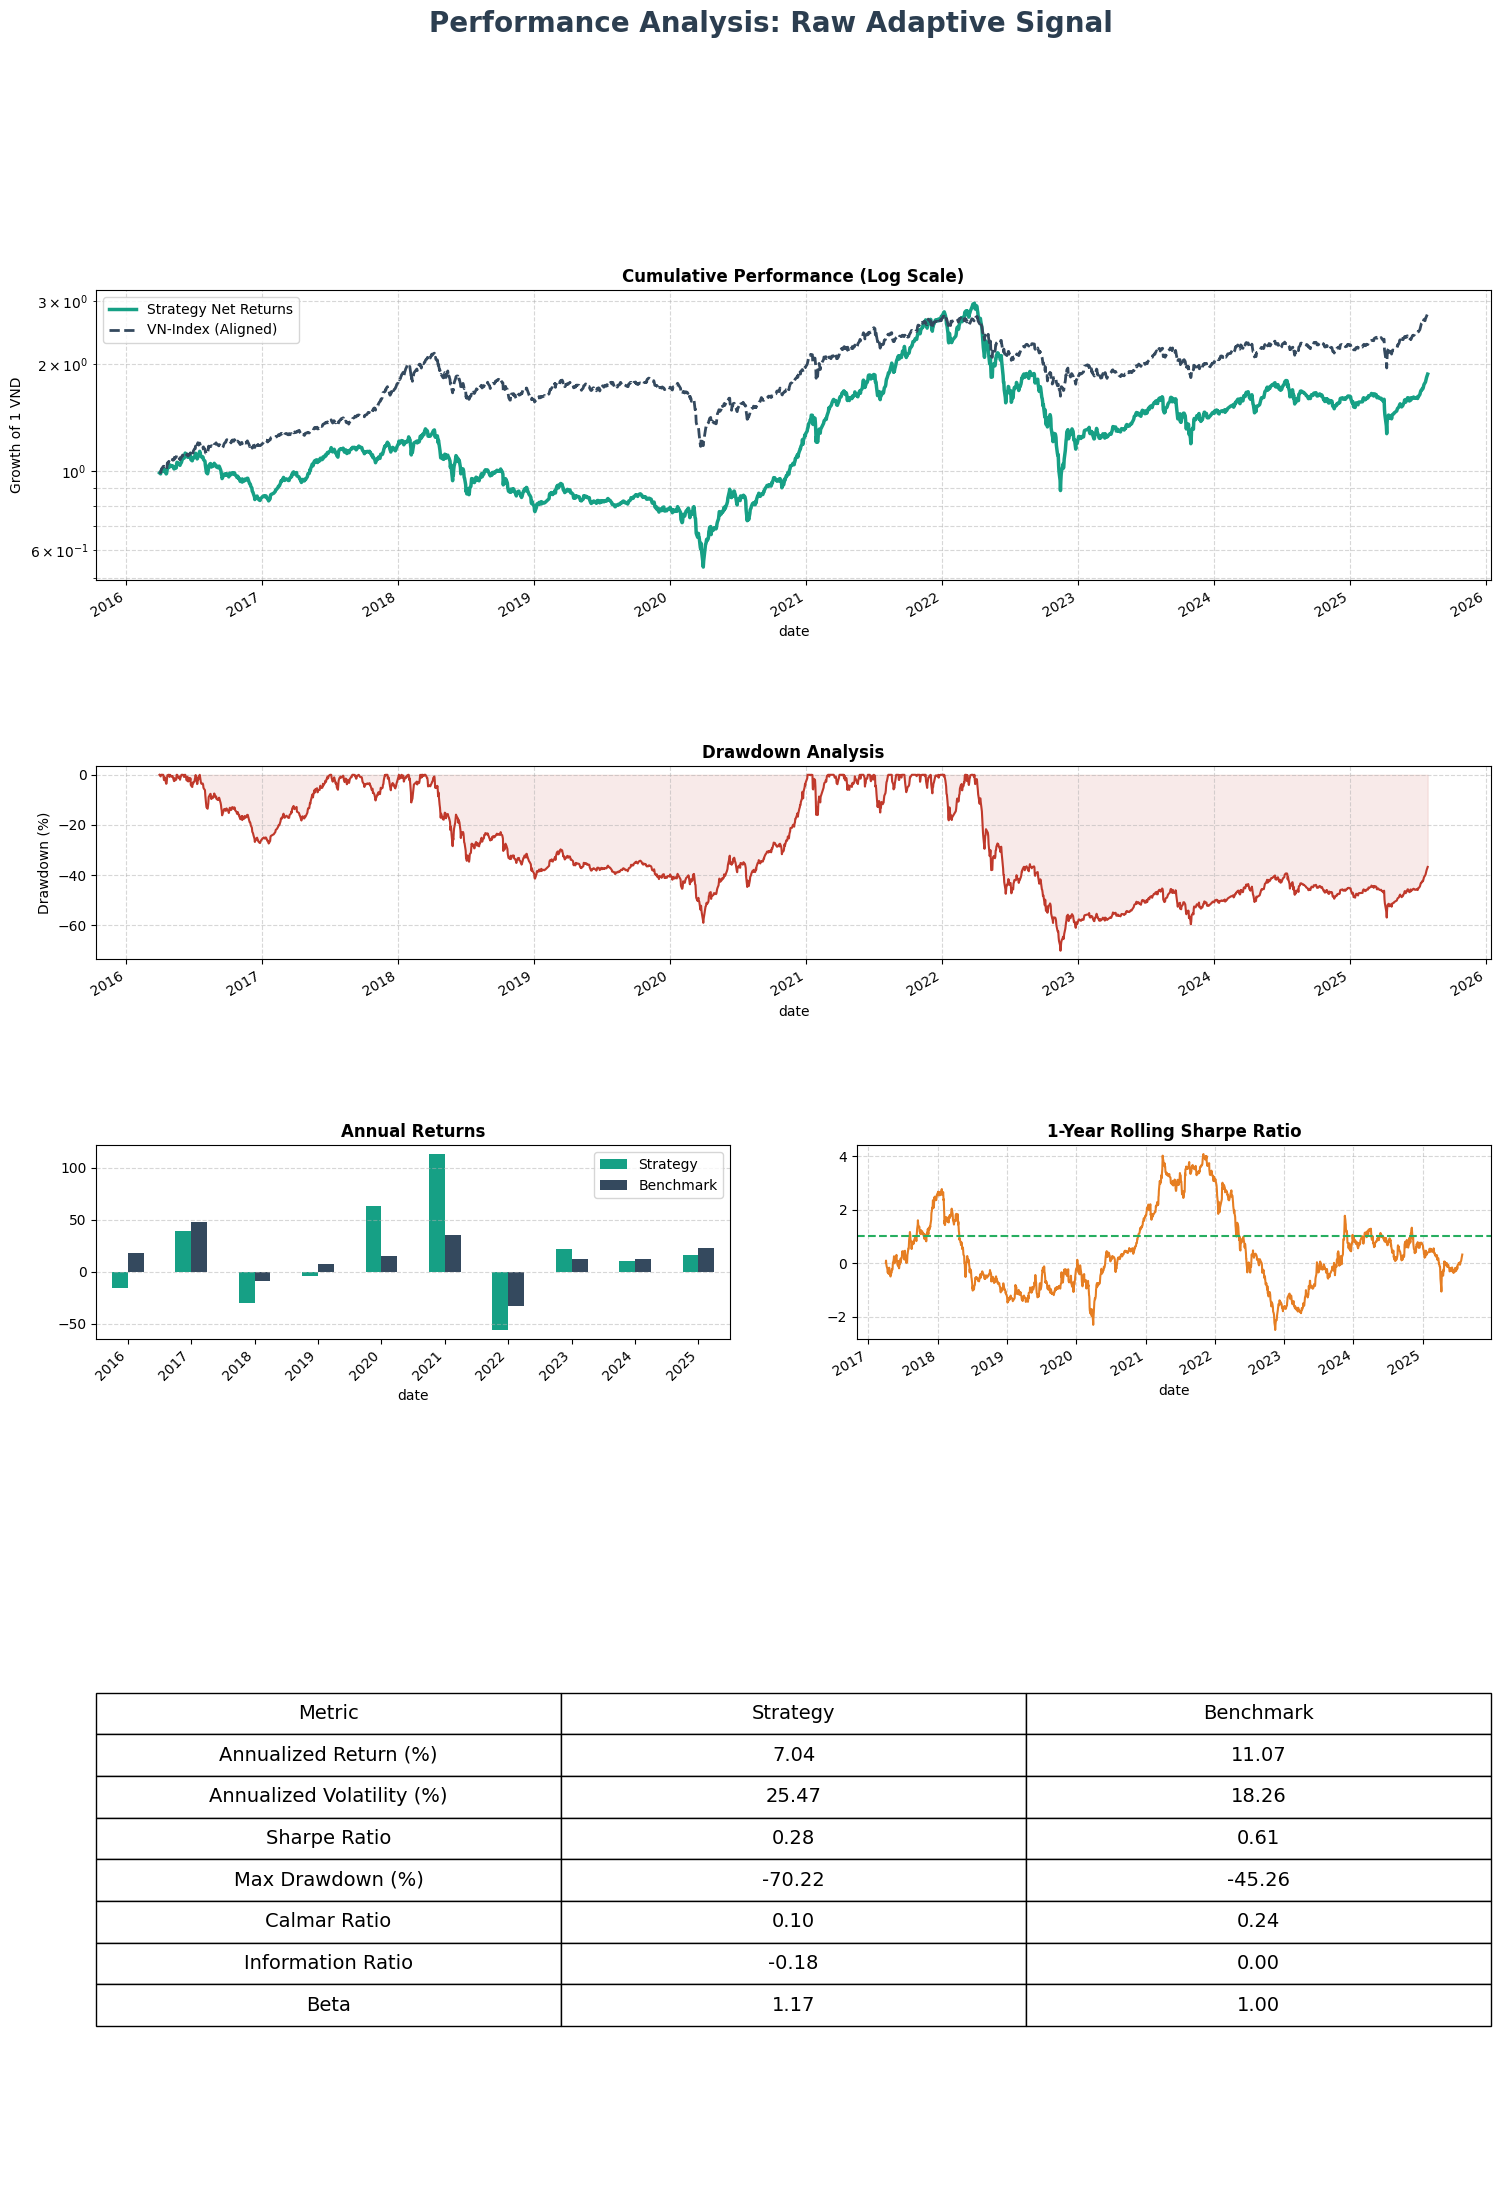 Performance Analysis: Raw Adaptive Signal
Cumulative Performance (Log Scale)
Strategy Net Returns
VN-Index (Aligned)
Growth of 1 VND
3 × 10⁰
2 × 10⁰
10⁰
6 × 10⁻¹
2016 2017 2018 2019 2020 2021 2022 2023 2024 2025 2026
date
Drawdown Analysis
Drawdown (%)
0
−20
−40
−60
2016 2017 2018 2019 2020 2021 2022 2023 2024 2025 2026
date
Annual Returns
Strategy
Benchmark
100
50
0
−50
2016 2017 2018 2019 2020 2021 2022 2023 2024 2025
date
1-Year Rolling Sharpe Ratio
4
2
0
−2
2017 2018 2019 2020 2021 2022 2023 2024 2025
date
Metric Strategy Benchmark
Annualized Return (%) 7.04 11.07
Annualized Volatility (%) 25.47 18.26
Sharpe Ratio 0.28 0.61
Max Drawdown (%) -70.22 -45.26
Calmar Ratio 0.10 0.24
Information Ratio -0.18 0.00
Beta 1.17 1.00